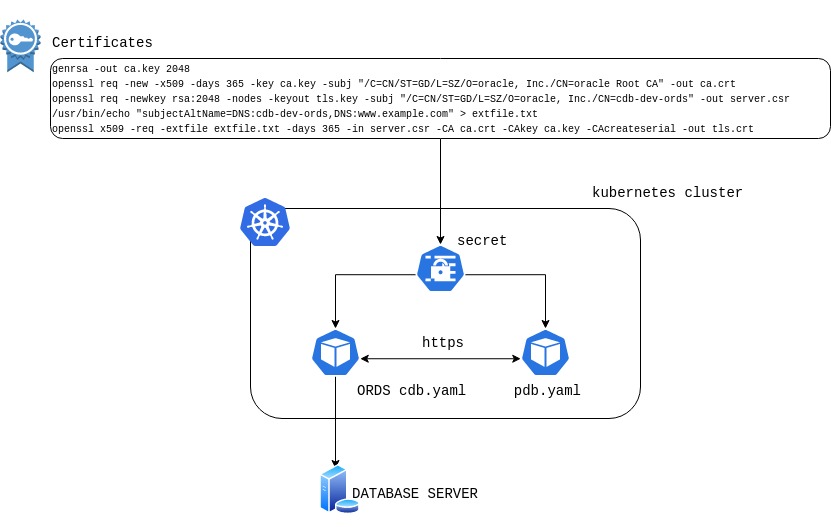 Certificates
genrsa -out ca.key 2048
openssl req -new -x509 -days 365 -key ca.key -subj "/C=CN/ST=GD/L=SZ/O=oracle, Inc./CN=oracle Root CA" -out ca.crt
openssl req -newkey rsa:2048 -nodes -keyout tls.key -subj "/C=CN/ST=GD/L=SZ/O=oracle, Inc./CN=cdb-dev-ords" -out server.csr
/usr/bin/echo "subjectAltName=DNS:cdb-dev-ords,DNS:www.example.com" > extfile.txt
openssl x509 -req -extfile extfile.txt -days 365 -in server.csr -CA ca.crt -CAkey ca.key -CAcreateserial -out tls.crt
kubernetes cluster
secret
https
ORDS cdb.yaml
pdb.yaml
DATABASE SERVER